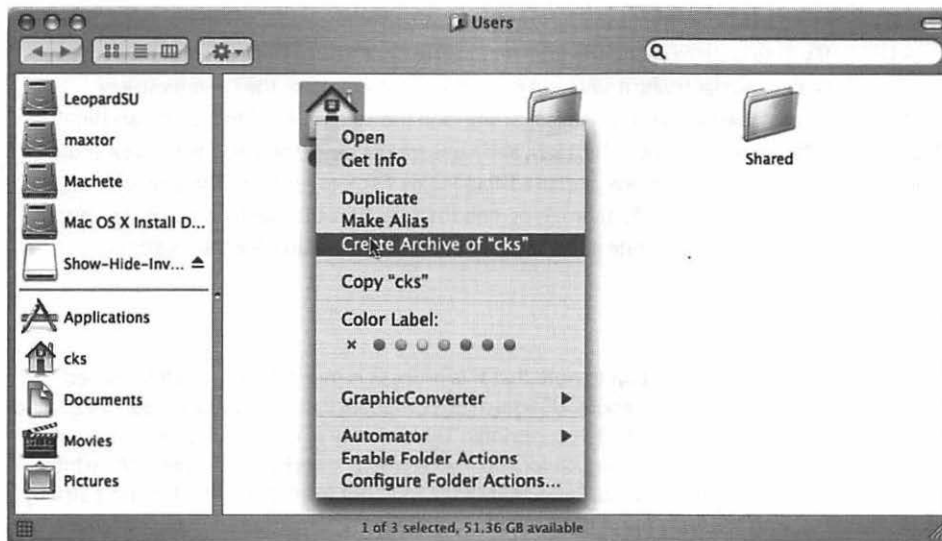 Users
LeopardSU
maxtor
Machete
Mac OS X Install D...
Show-Hide-Inv...
Applications
cks
Documents
Movies
Pictures
Open
Get Info
Duplicate
Make Alias
Create Archive of “cks”
Copy “cks”
Color Label:
×
GraphicConverter
Automator
Enable Folder Actions
Configure Folder Actions...
Shared
1 of 3 selected, 51.36 GB available